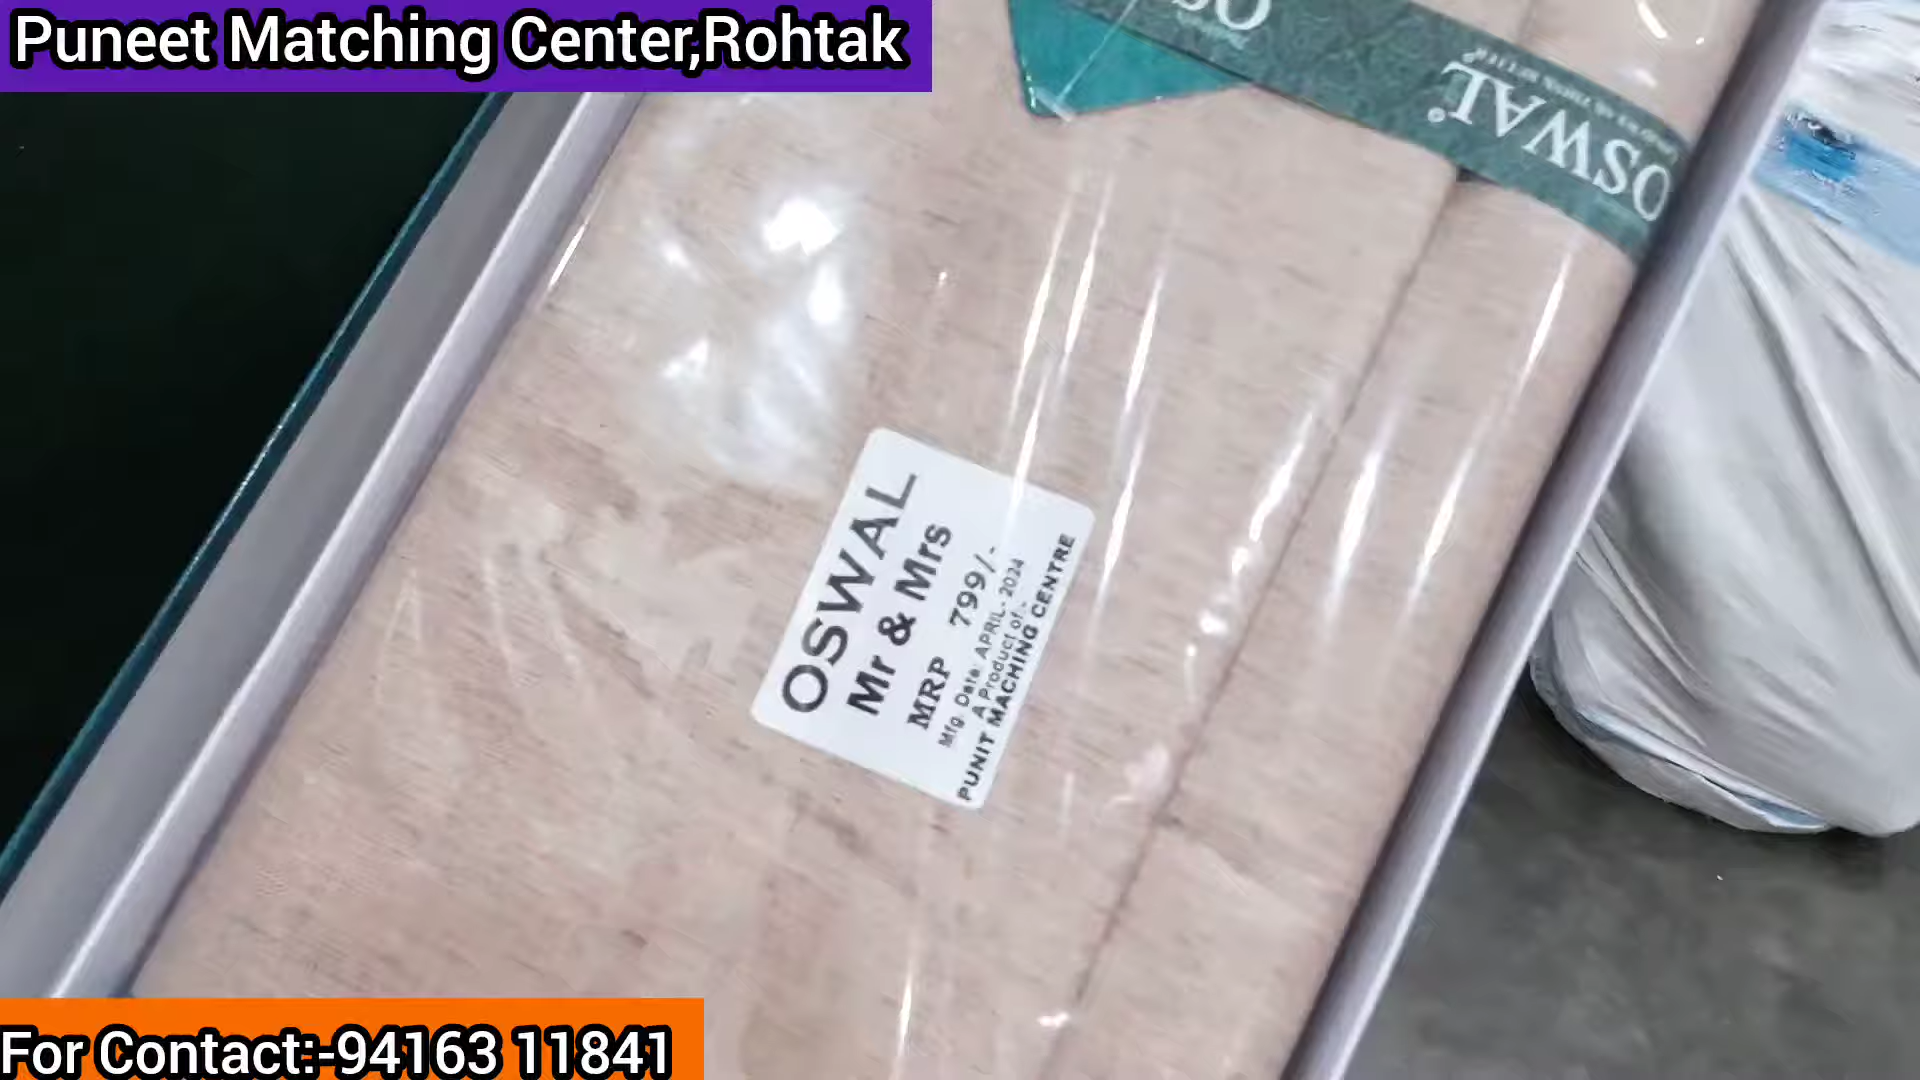 Puneet Matching Center,Rohtak
OSWAL
OSWAL
Mr & Mrs
MRP 799/-
Mfg Date: APRIL- 2024
A Product of:
PUNIT MACHING CENTRE
For Contact:-94163 11841